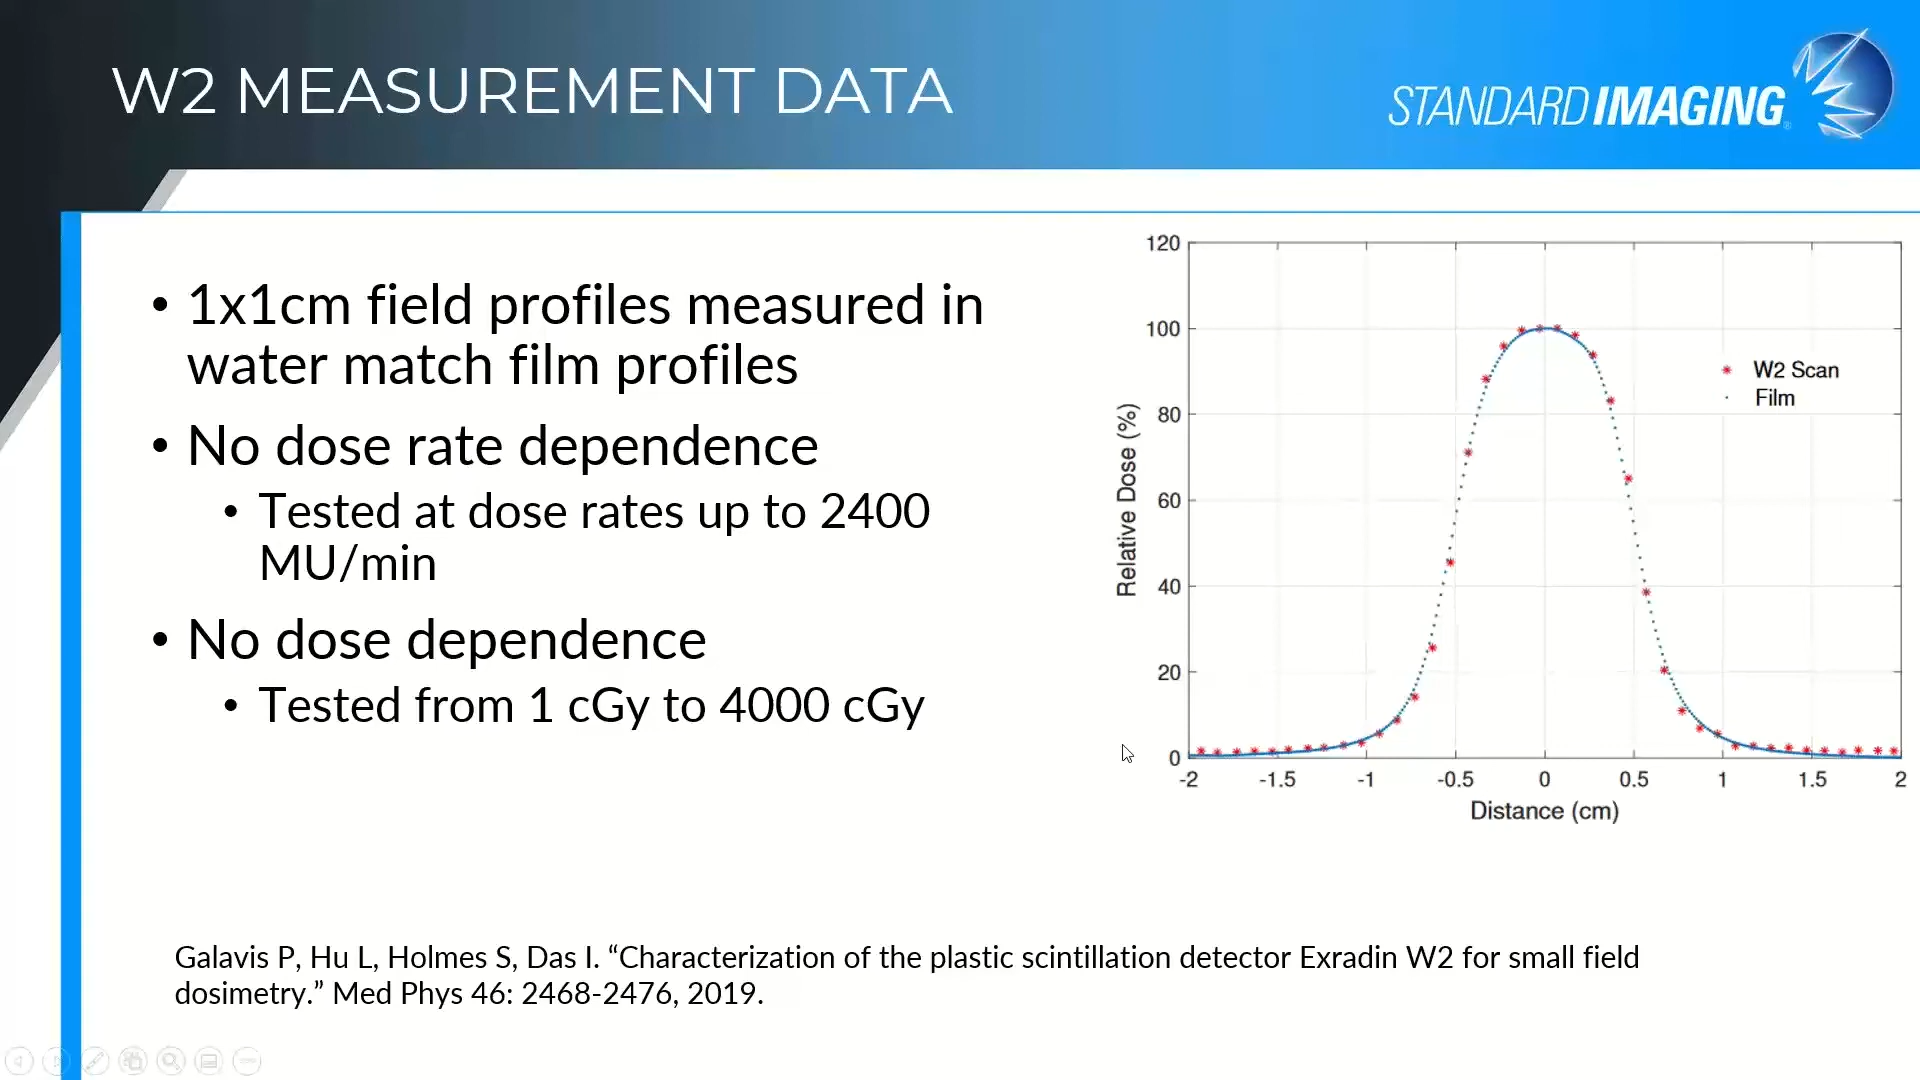 W2 MEASUREMENT DATA
STANDARD IMAGING®
• 1x1cm field profiles measured in
water match film profiles
• No dose rate dependence
• Tested at dose rates up to 2400
MU/min
• No dose dependence
• Tested from 1 cGy to 4000 cGy
120
100
80
60
40
20
0
Relative Dose (%)
W2 Scan
Film
-2 -1.5 -1 -0.5 0 0.5 1 1.5 2
Distance (cm)
Galavis P, Hu L, Holmes S, Das I. “Characterization of the plastic scintillation detector Exradin W2 for small field
dosimetry.” Med Phys 46: 2468-2476, 2019.